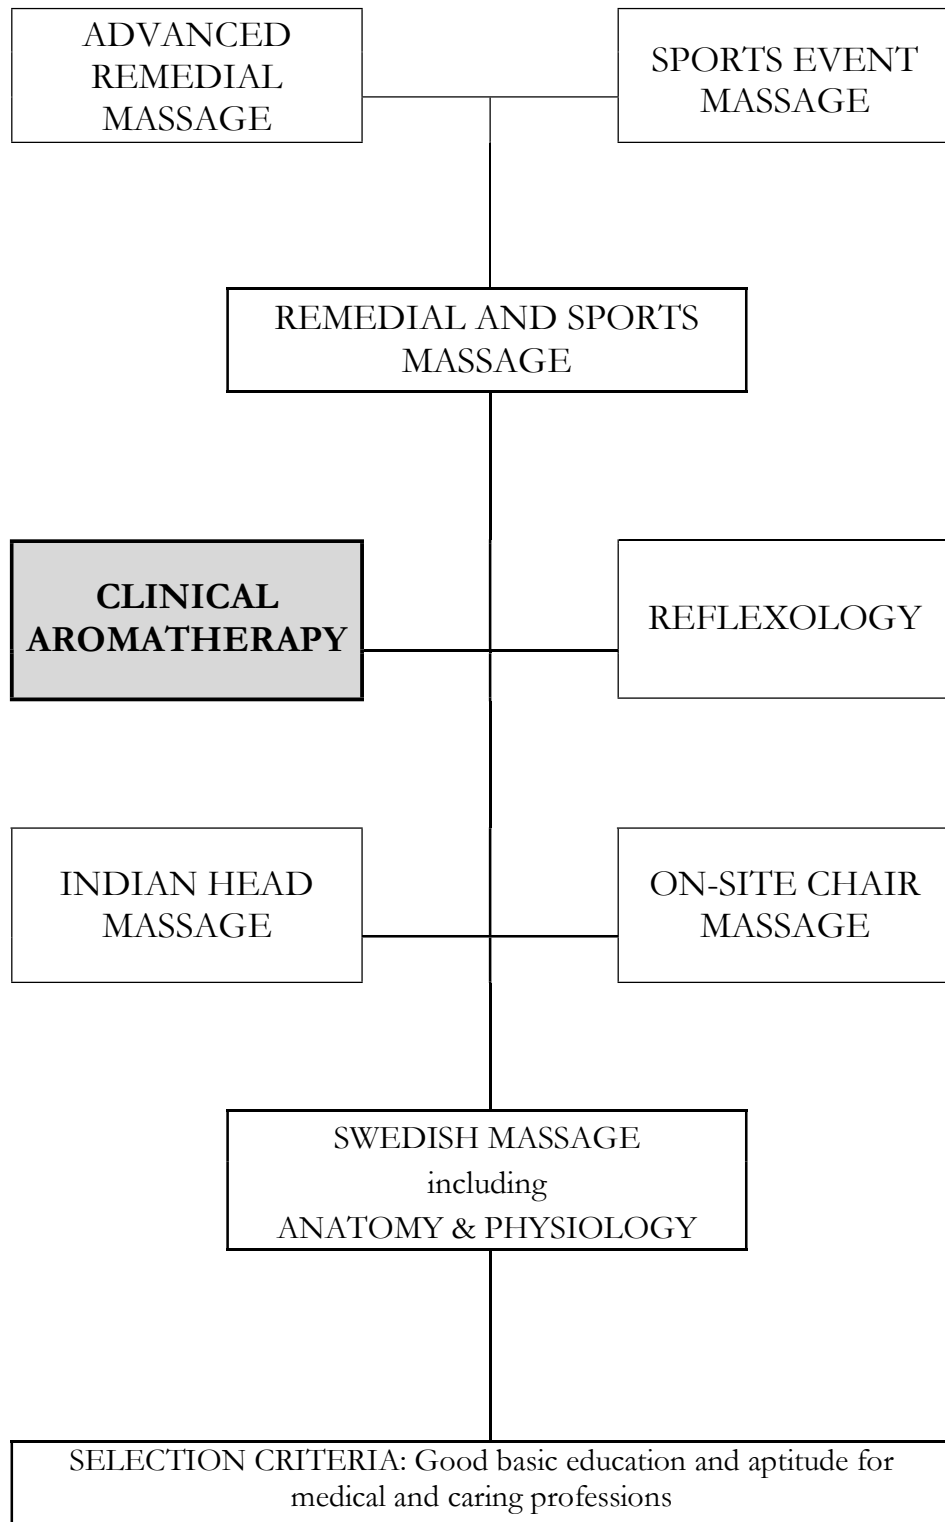 ADVANCED
REMEDIAL
MASSAGE
SPORTS EVENT
MASSAGE
REMEDIAL AND SPORTS
MASSAGE
CLINICAL
AROMATHERAPY
REFLEXOLOGY
INDIAN HEAD
MASSAGE
ON-SITE CHAIR
MASSAGE
SWEDISH MASSAGE
including
ANATOMY & PHYSIOLOGY
SELECTION CRITERIA: Good basic education and aptitude for
medical and caring professions